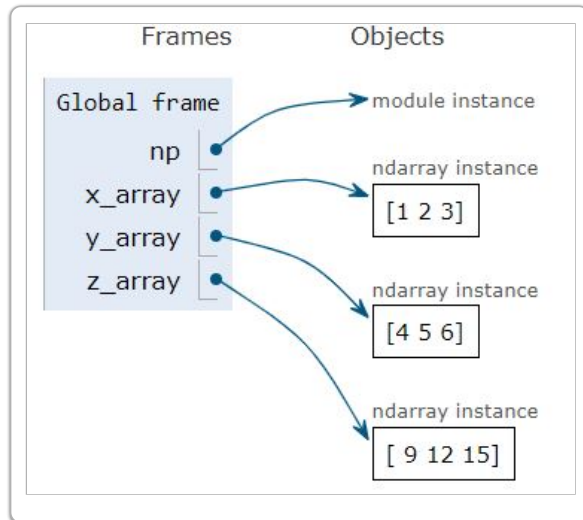 Frames Objects
Global frame
module instance
np
ndarray instance
x_array
[1 2 3]
y_array
z_array
ndarray instance
[4 5 6]
ndarray instance
[ 9 12 15]